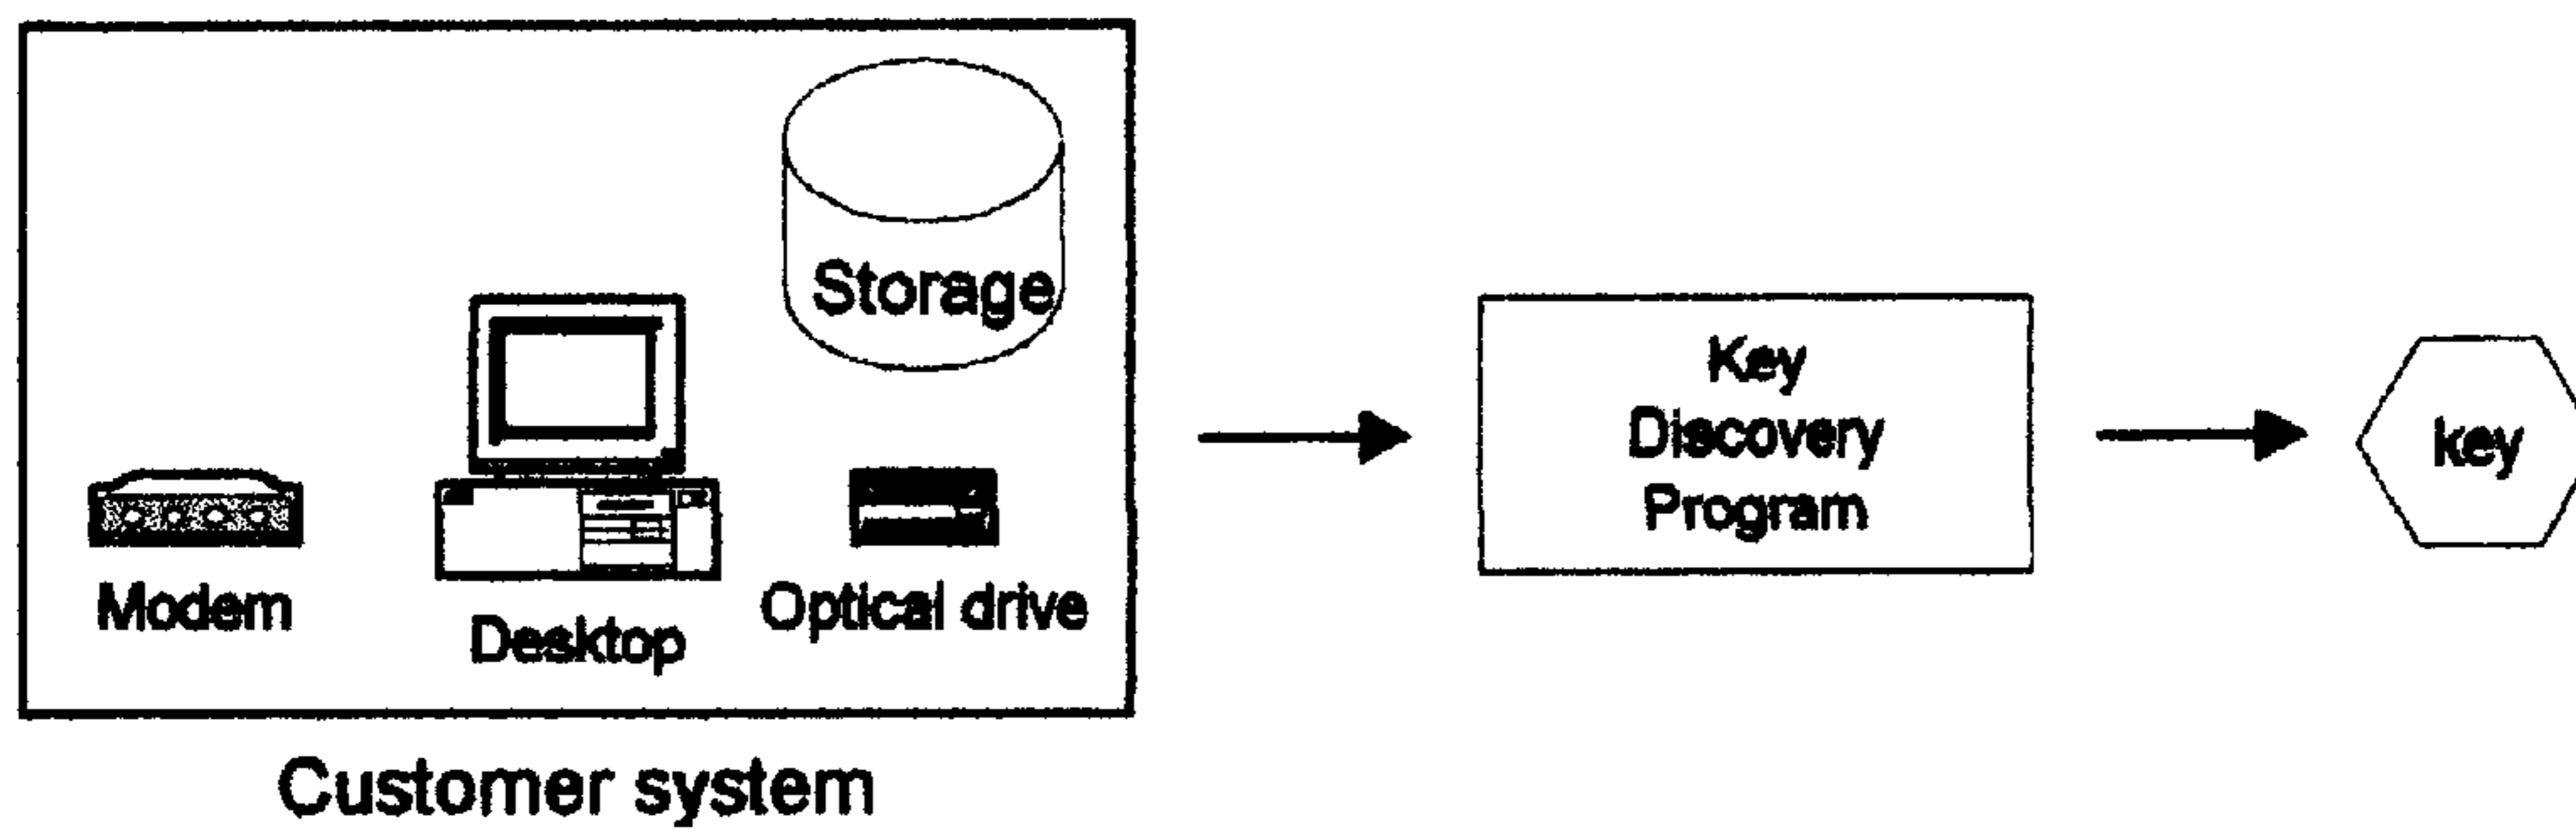 Storage
Modem
Desktop
Optical drive
Customer system
Key
Discovery
Program
key